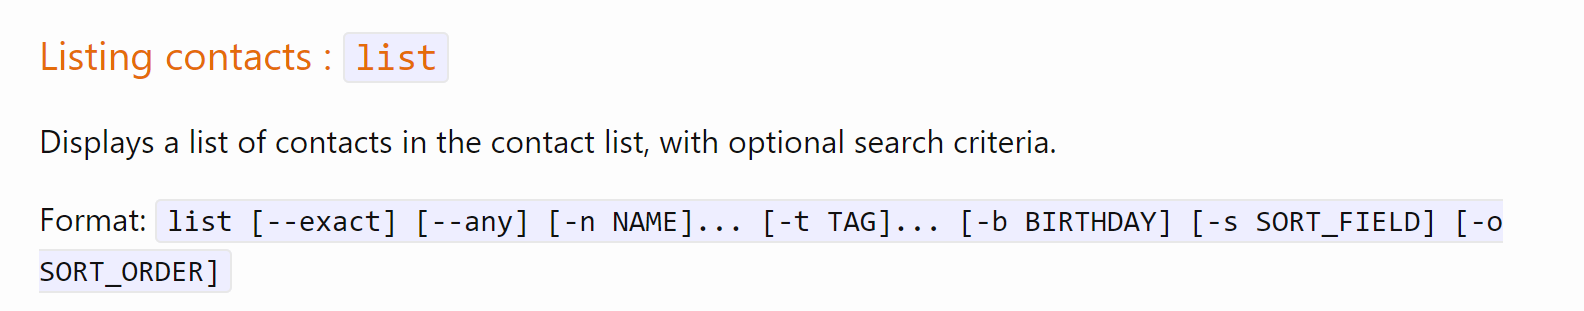 Listing contacts : list
Displays a list of contacts in the contact list, with optional search criteria.
Format: list [--exact] [--any] [-n NAME]... [-t TAG]... [-b BIRTHDAY] [-s SORT_FIELD] [-o
SORT_ORDER]